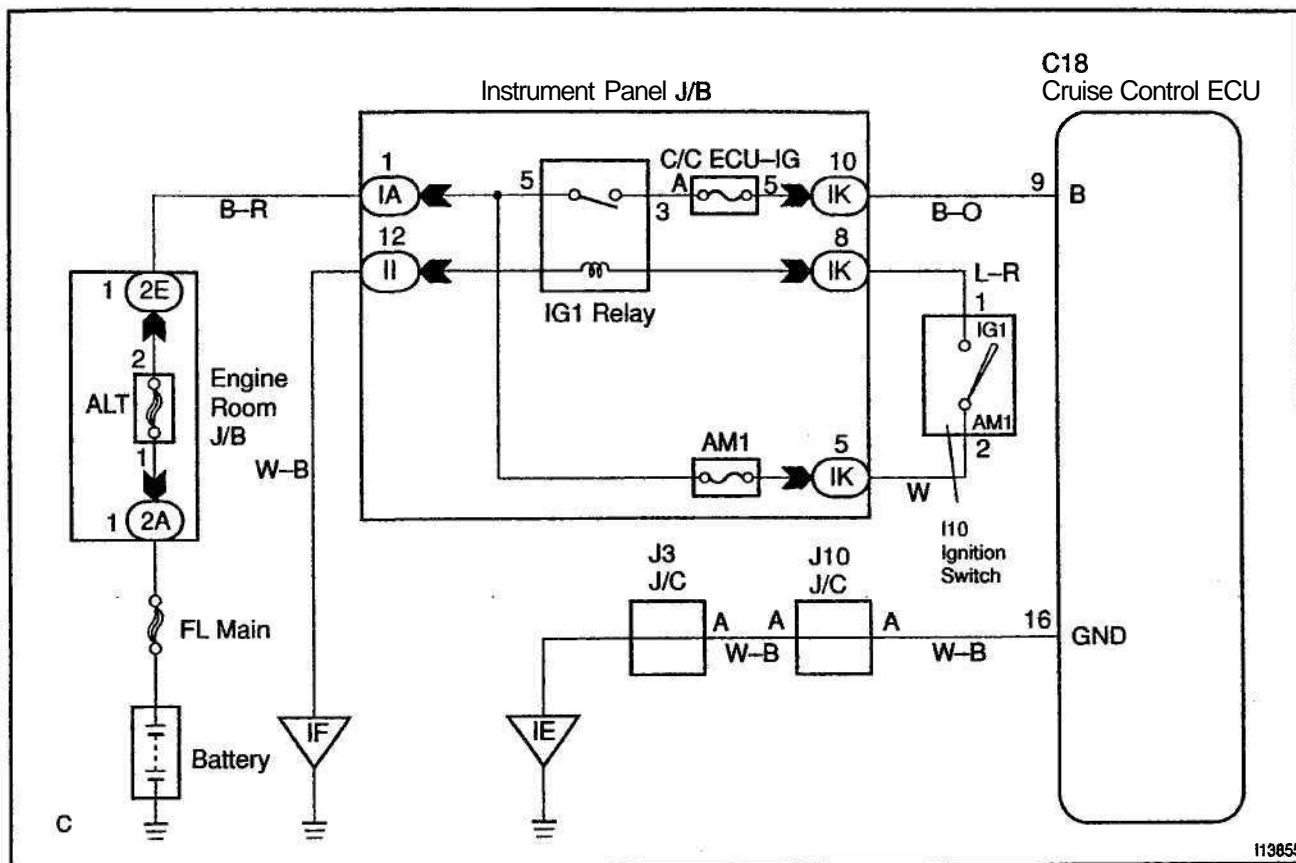 C18
Cruise Control ECU
Instrument Panel J/B
1
IA
5
3
A
C/C ECU–IG
5
10
IK
9
B
B–R
B–O
12
II
IG1 Relay
8
IK
L–R
1
IG1
AM1
2
1
2E
2
ALT
1
Engine
Room
J/B
1
2A
W–B
AM1
5
IK
W
I10
Ignition
Switch
FL Main
J3
J/C
J10
J/C
A
A
A
W–B
W–B
16
GND
Battery
IF
IE
C
I13855